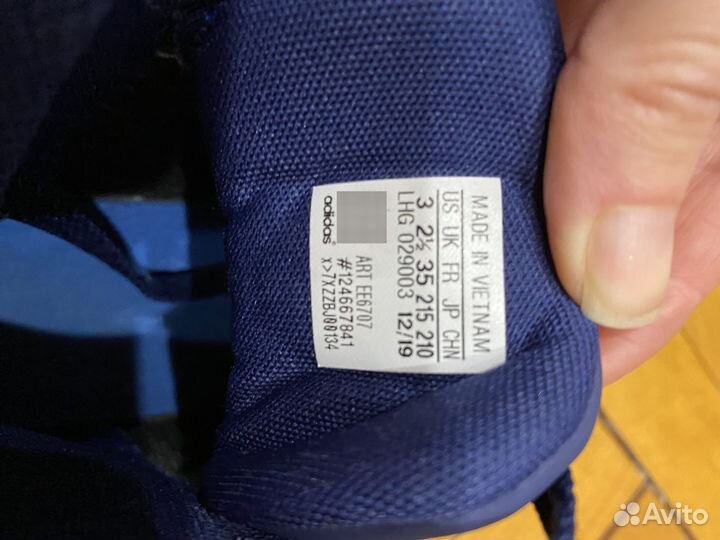 MADE IN VIETNAM
US UK FR JP CHN
3 2½ 35 215 210
LHG 029003 12/19
adidas
ART EE6707
#124667841
x>7XZZBJ00134
Avito